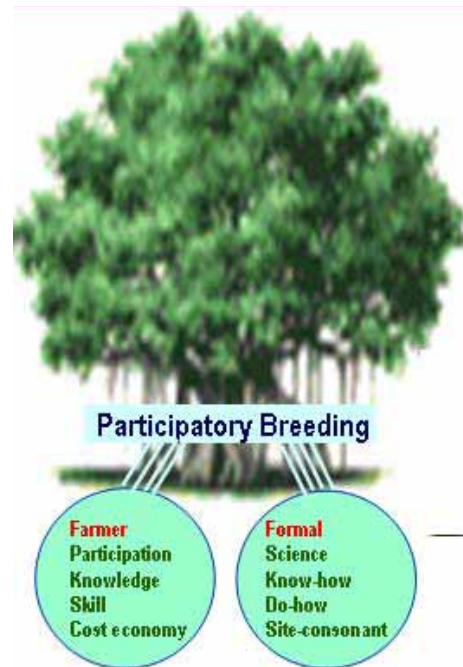 Participatory Breeding
Farmer
Participation
Knowledge
Skill
Cost economy
Formal
Science
Know-how
Do-how
Site-consonant